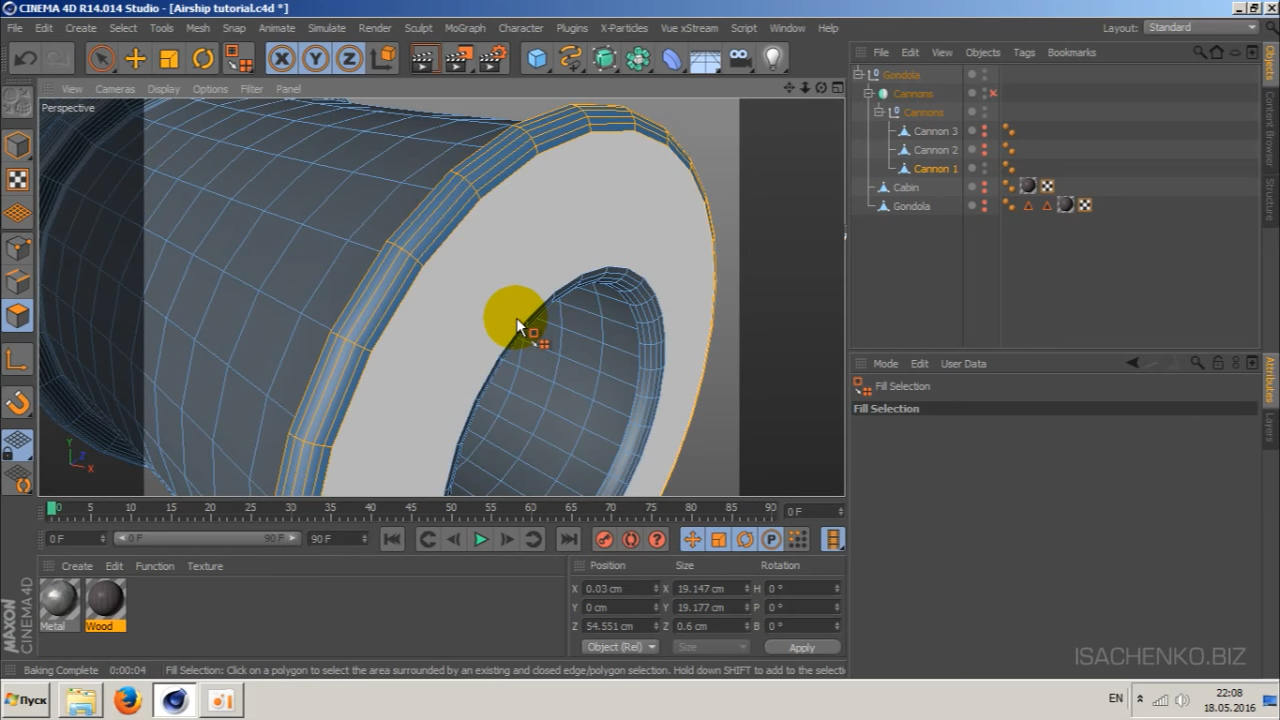 CINEMA 4D R14.014 Studio - [Airship tutorial.c4d *]
File Edit Create Select Tools Mesh Snap Animate Simulate Render Sculpt MoGraph Character Plugins X-Particles Vue xStream Script Window Help
Layout: Standard
View Cameras Display Options Filter Panel
Perspective
File Edit View Objects Tags Bookmarks
Gondola
Cannons
Cannons
Cannon 3
Cannon 2
Cannon 1
Cabin
Gondola
Objects
Content Browser
Structure
Mode Edit User Data
Fill Selection
Fill Selection
Attributes
Layers
Y
Z
X
0 5 10 15 20 25 30 35 40 45 50 55 60 65 70 75 80 85 90 0 F
0 F 0 F 90 F 90 F
P
Create Edit Function Texture
Metal Wood
Position Size Rotation
X 0.03 cm X 19.147 cm H 0 °
Y 0 cm Y 19.177 cm P 0 °
Z 54.551 cm Z 0.6 cm B 0 °
Object (Rel) Size Apply
MAXON
CINEMA 4D
Baking Complete 0:00:04 Fill Selection: Click on a polygon to select the area surrounded by an existing and closed edge/polygon selection. Hold down SHIFT to add to the selecti
ISACHENKO.BIZ
Пуск
EN
22:08
18.05.2016